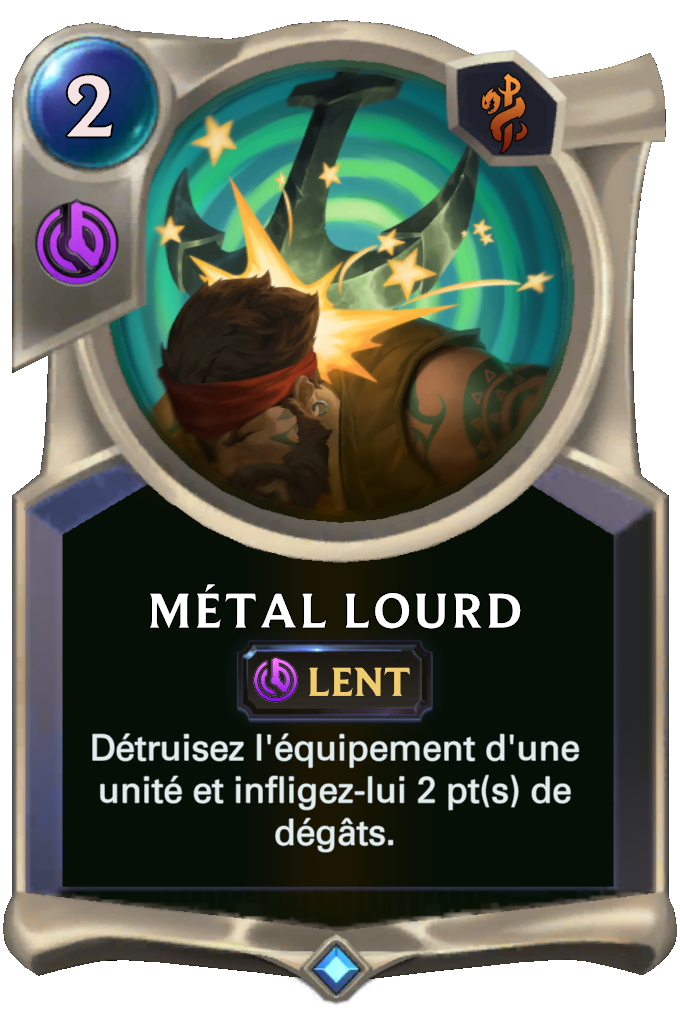 2
MÉTAL LOURD
LENT
Détruisez l'équipement d'une
unité et infligez-lui 2 pt(s) de
dégâts.